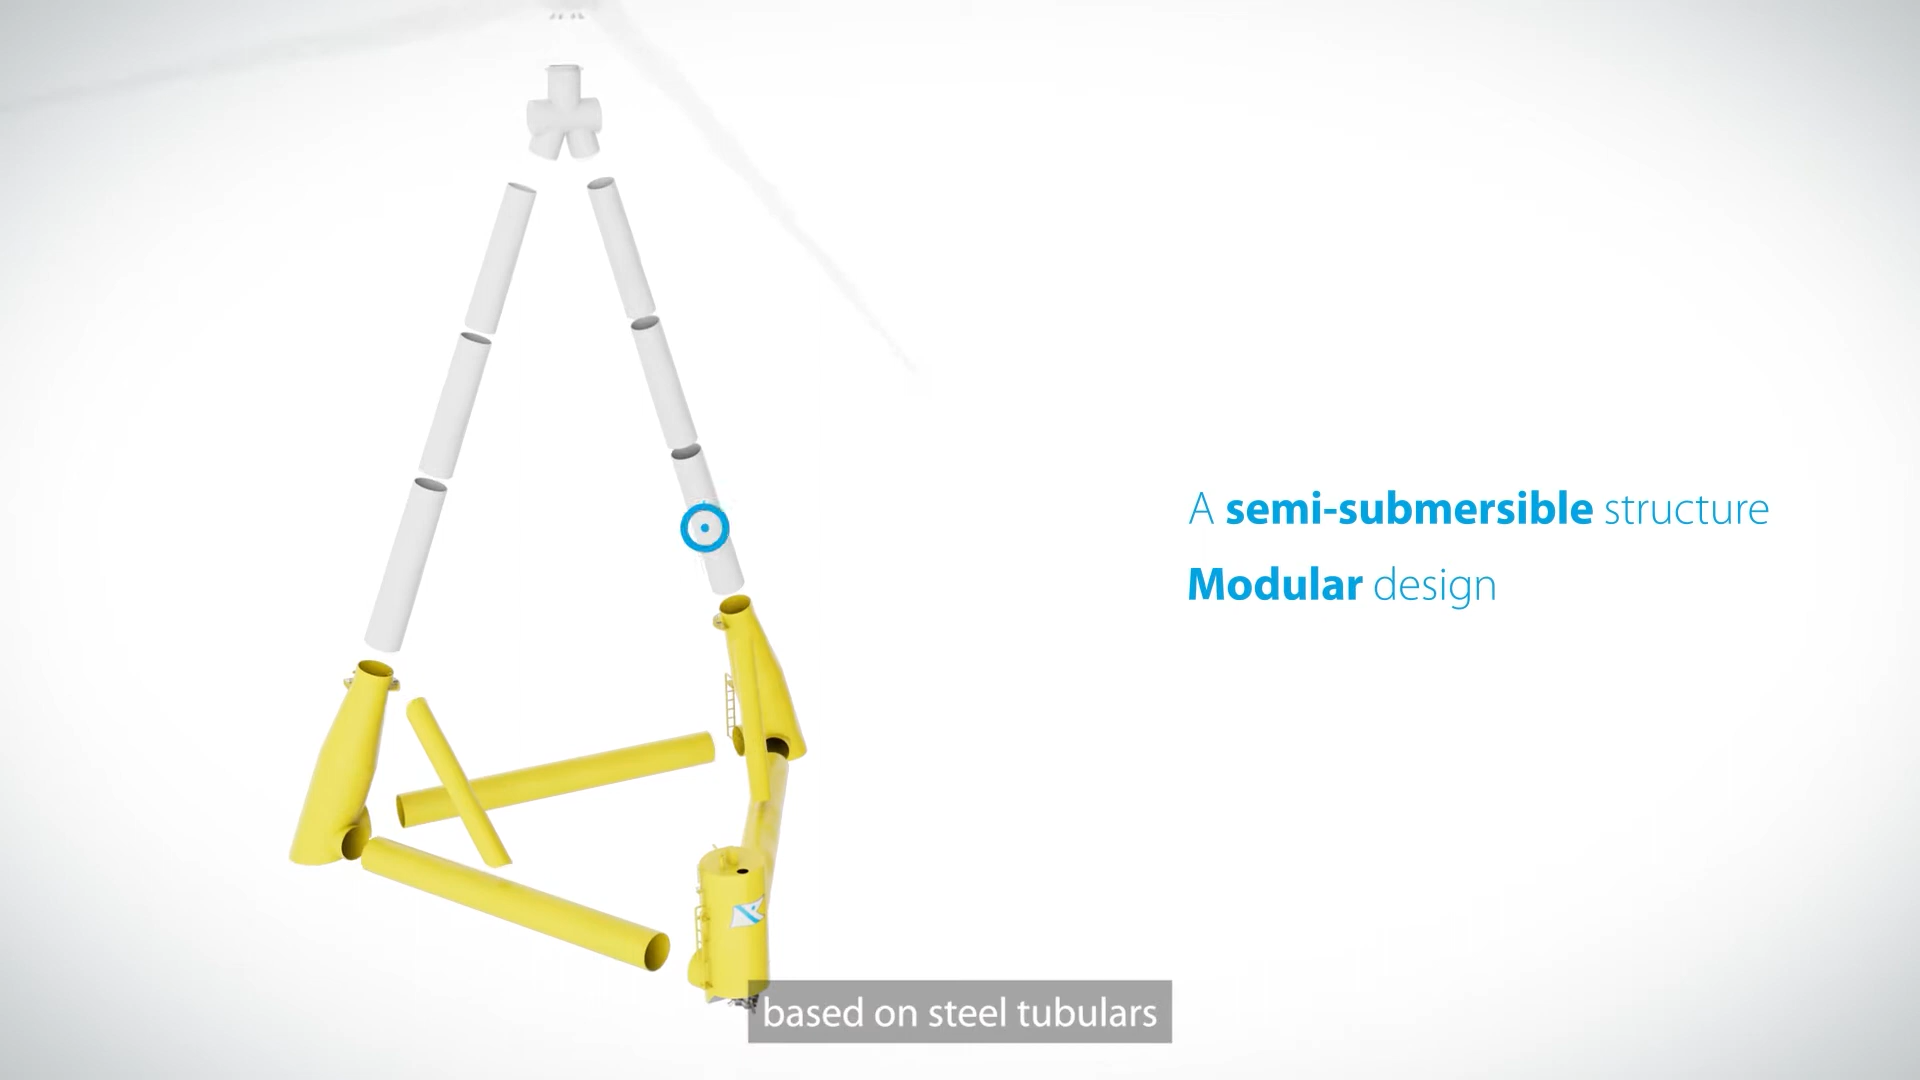 A semi-submersible structure
Modular design
based on steel tubulars